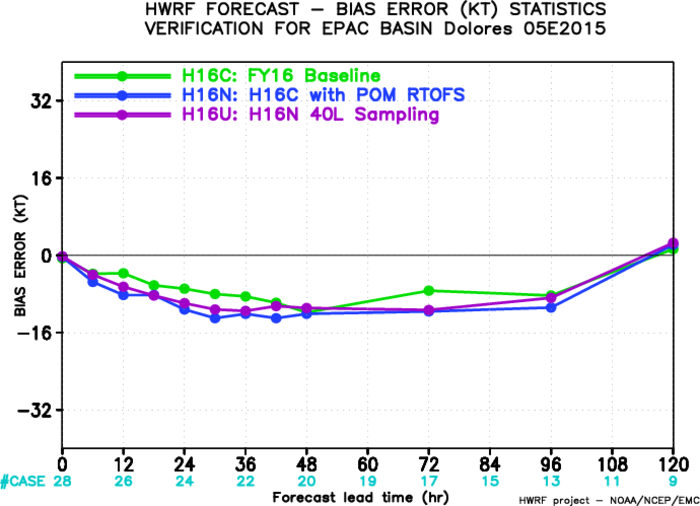 HWRF FORECAST – BIAS ERROR (KT) STATISTICS
VERIFICATION FOR EPAC BASIN Dolores 05E2015
H16C: FY16 Baseline
H16N: H16C with POM RTOFS
H16U: H16N 40L Sampling
32
16
0
-16
-32
BIAS ERROR (KT)
0 12 24 36 48 60 72 84 96 108 120
#CASE 28 26 24 22 20 19 17 15 13 11 9
Forecast lead time (hr)
HWRF project – NOAA/NCEP/EMC